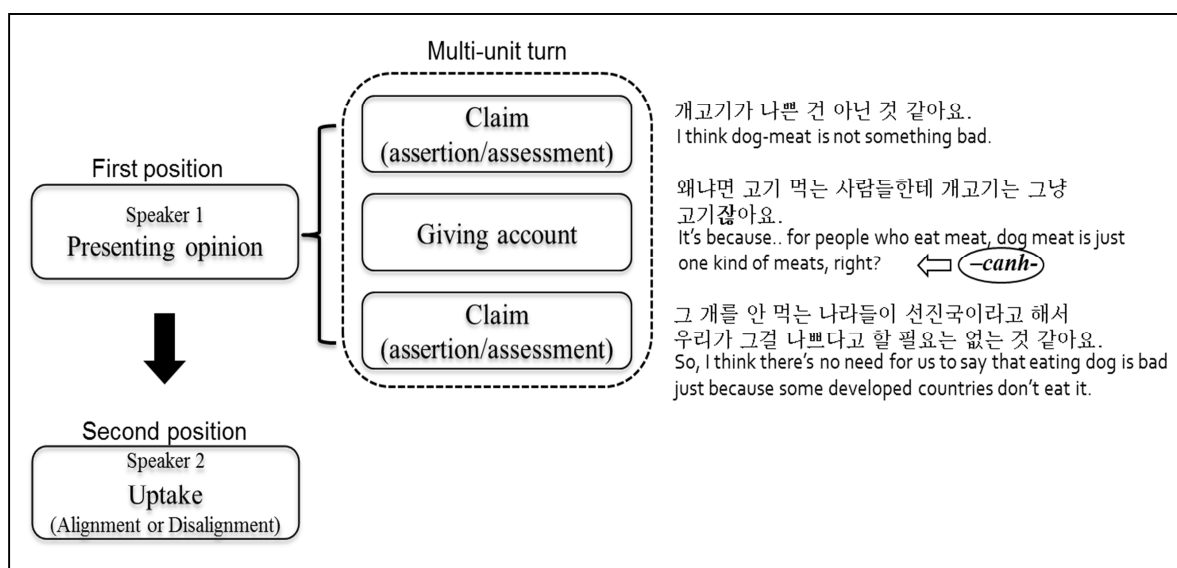 Multi-unit turn
First position
Speaker 1
Presenting opinion
Claim
(assertion/assessment)
Giving account
Claim
(assertion/assessment)
개고기가 나쁜 건 아닌 것 같아요.
I think dog-meat is not something bad.
왜냐면 고기 먹는 사람들한테 개고기는 그냥
고기잖아요.
It's because.. for people who eat meat, dog meat is just
one kind of meats, right?
–canh-
그 개를 안 먹는 나라들이 선진국이라고 해서
우리가 그걸 나쁘다고 할 필요는 없는 것 같아요.
So, I think there's no need for us to say that eating dog is bad
just because some developed countries don't eat it.
Second position
Speaker 2
Uptake
(Alignment or Disalignment)